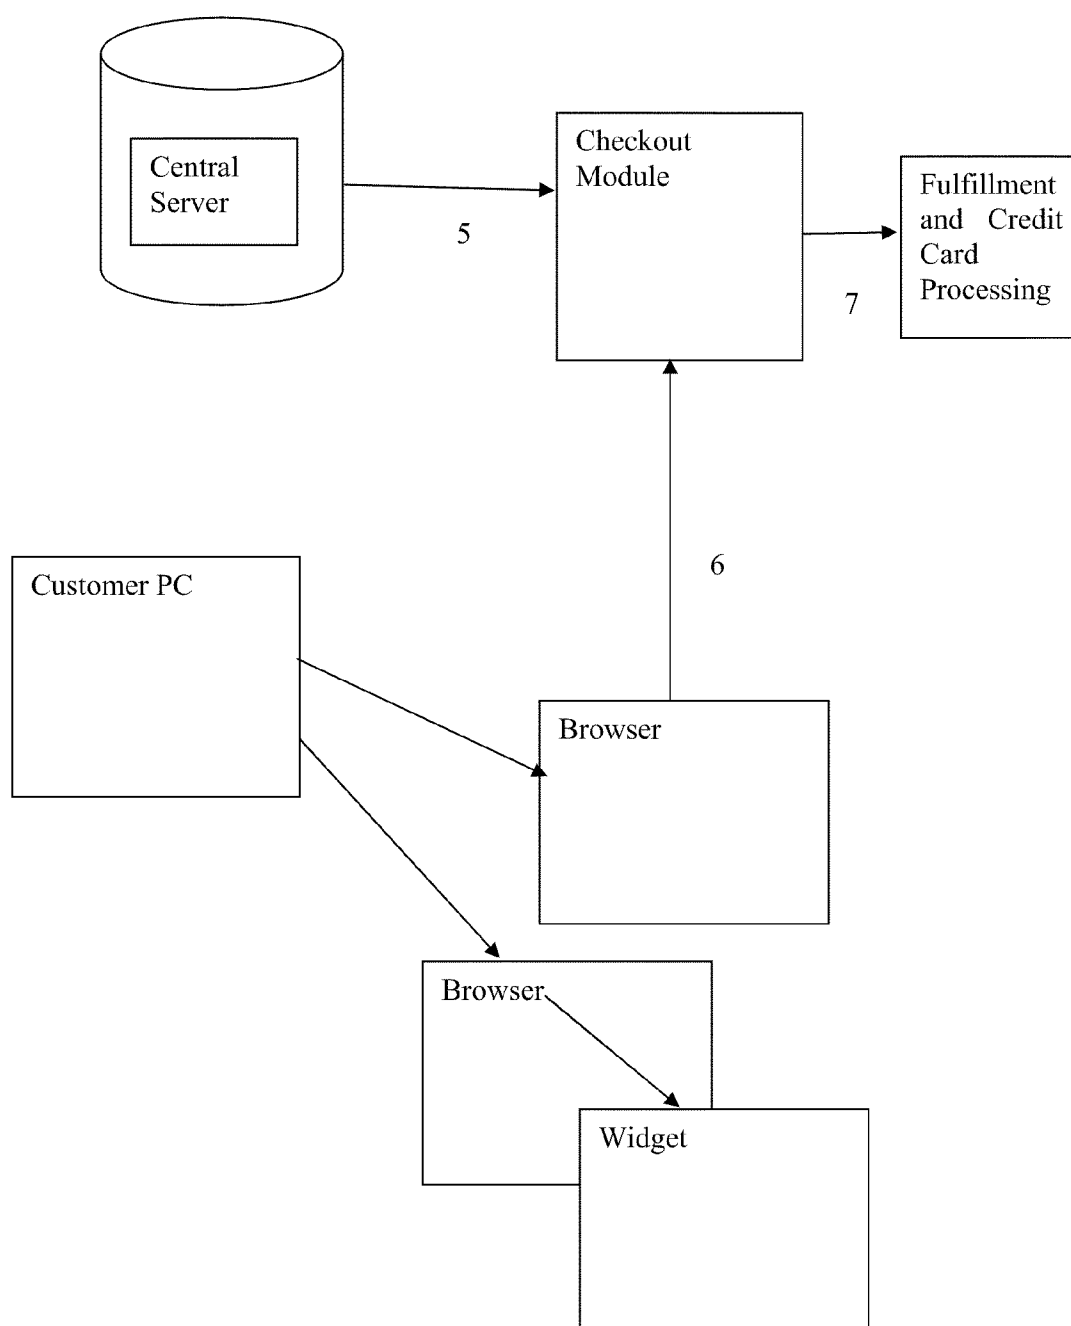 Central
Server
5
Checkout
Module
7
Fulfillment
and Credit
Card
Processing
6
Customer PC
Browser
Browser
Widget